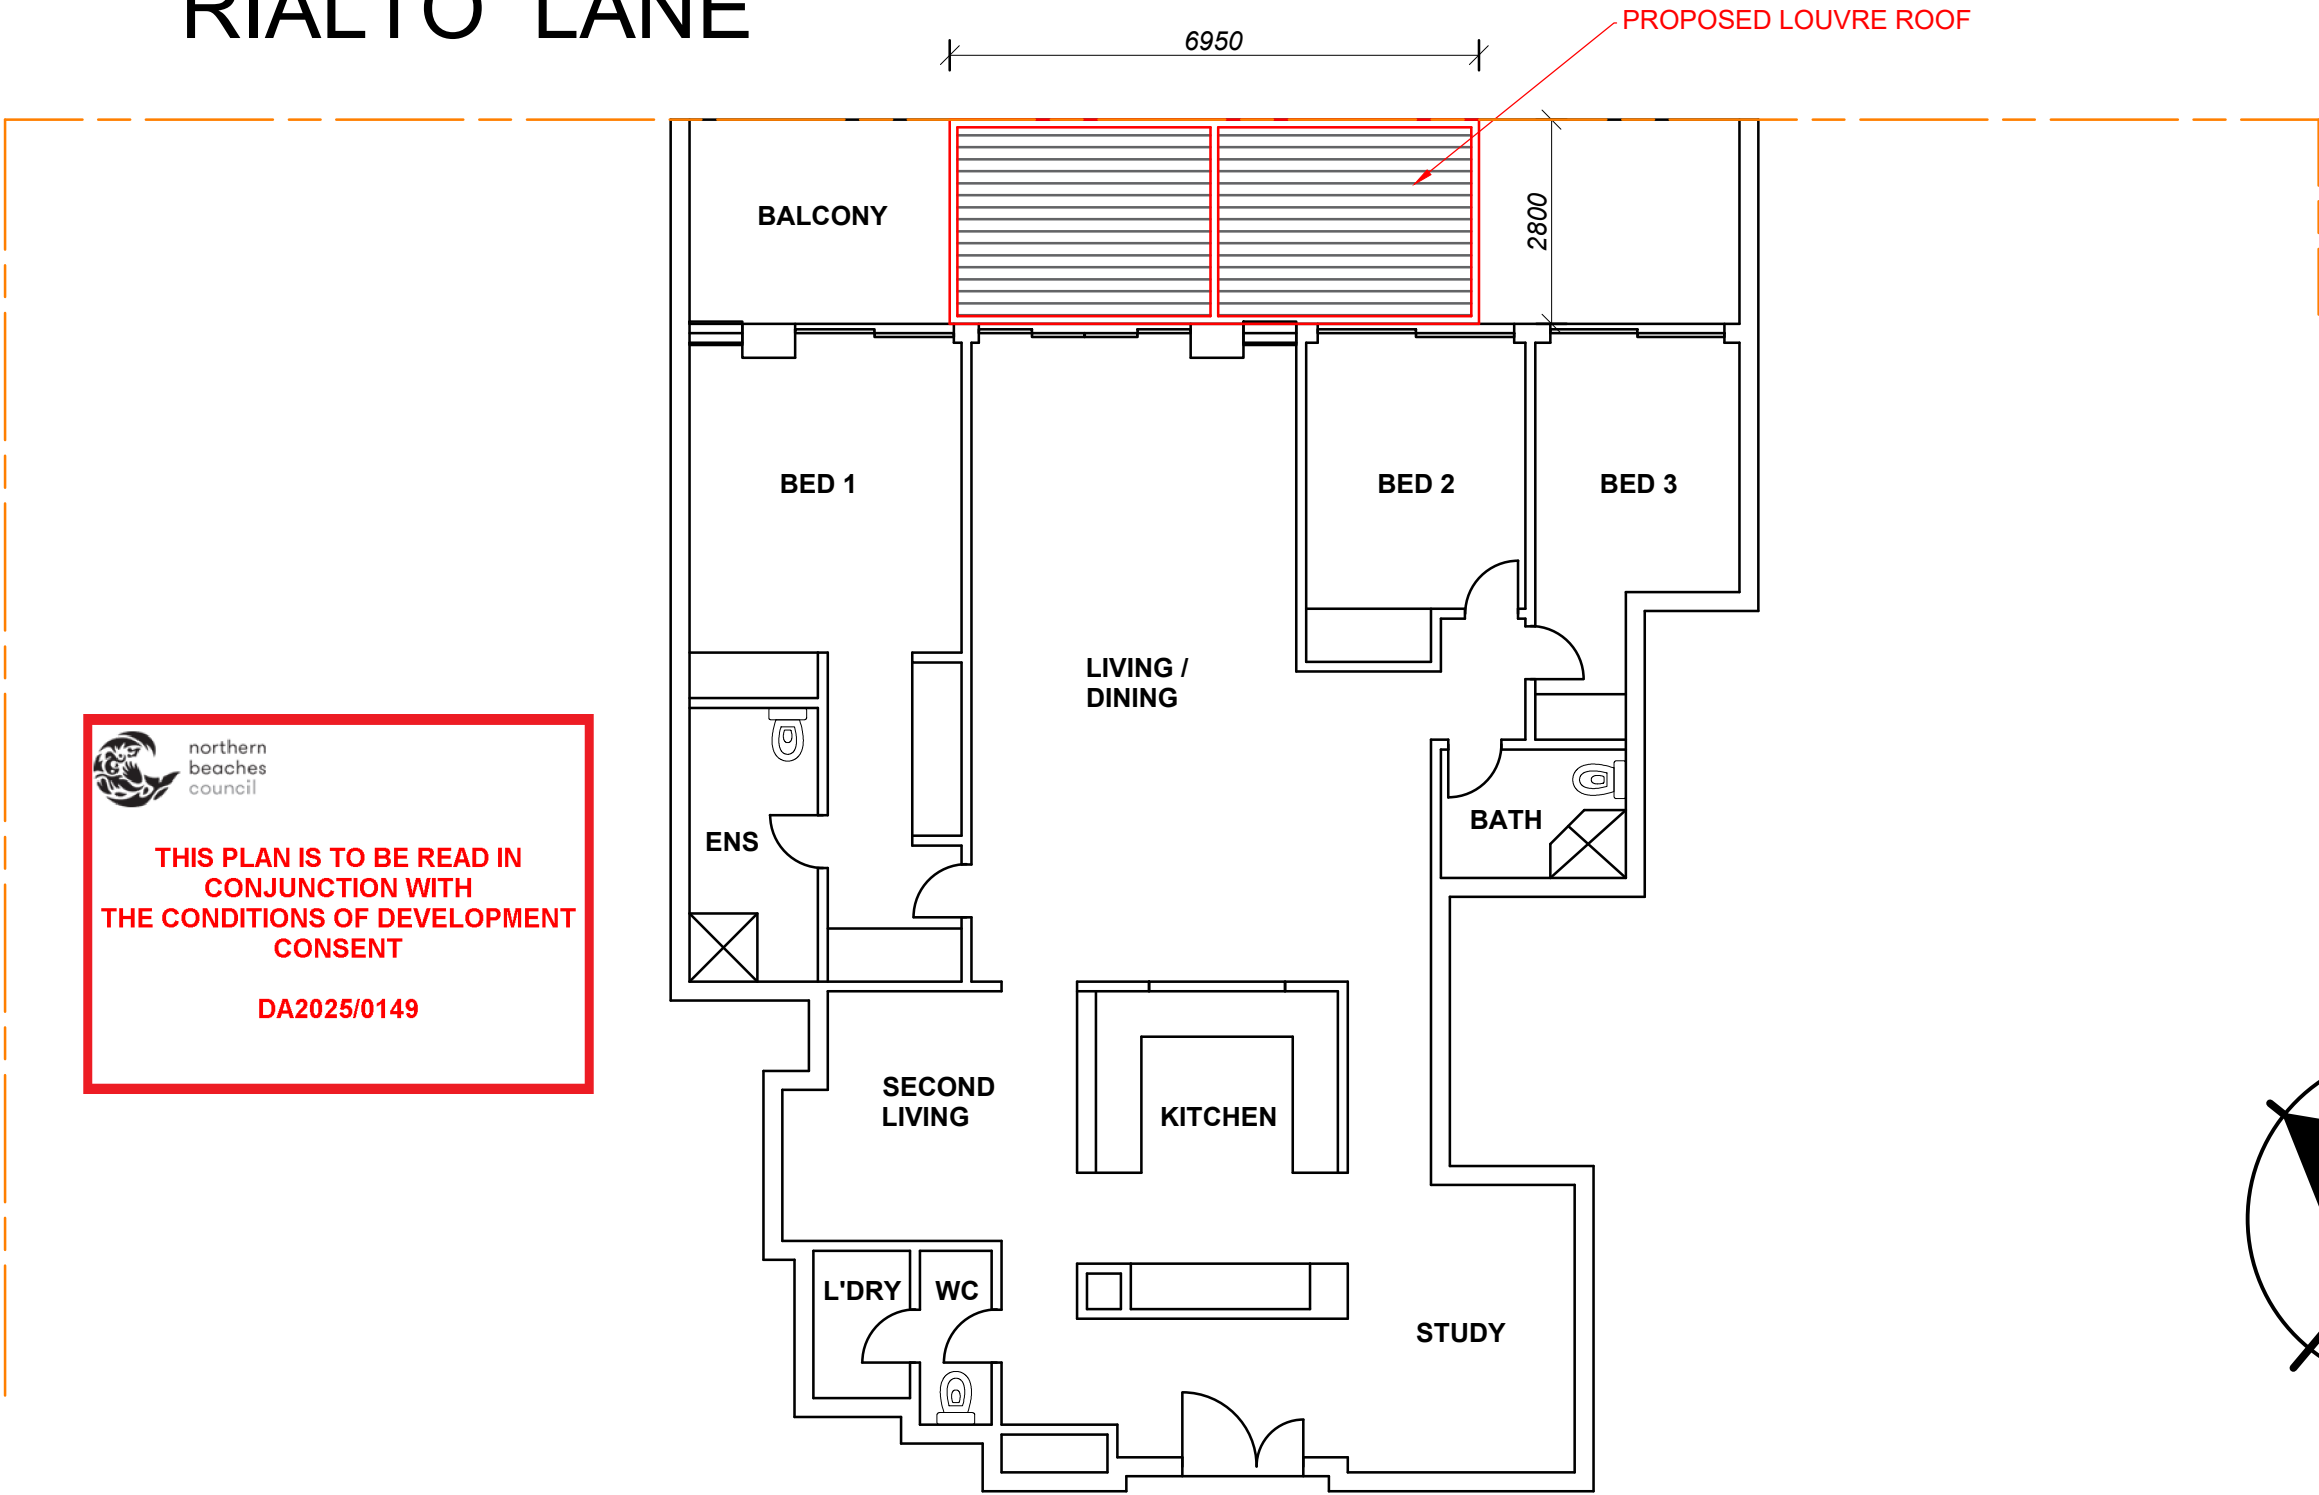 RIALTO LANE
6950
PROPOSED LOUVRE ROOF
BALCONY
2800
BED 1
BED 2
BED 3
LIVING /
DINING
northern
beaches
council
THIS PLAN IS TO BE READ IN
CONJUNCTION WITH
THE CONDITIONS OF DEVELOPMENT
CONSENT
DA2025/0149
ENS
BATH
SECOND
LIVING
KITCHEN
L'DRY
WC
STUDY